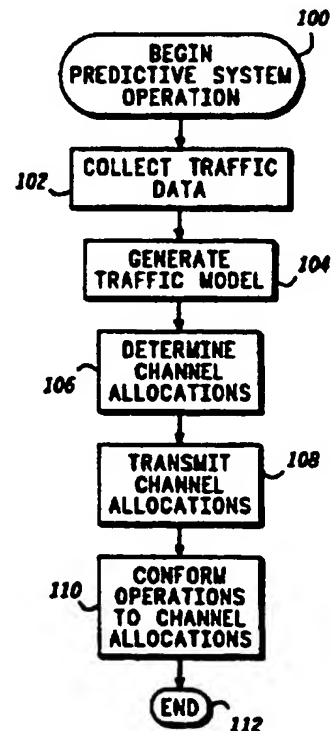 100
BEGIN
PREDICTIVE SYSTEM
OPERATION
102
COLLECT TRAFFIC
DATA
GENERATE
TRAFFIC MODEL
104
DETERMINE
CHANNEL
ALLOCATIONS
106
TRANSMIT
CHANNEL
ALLOCATIONS
108
CONFORM
OPERATIONS
TO CHANNEL
ALLOCATIONS
110
END
112